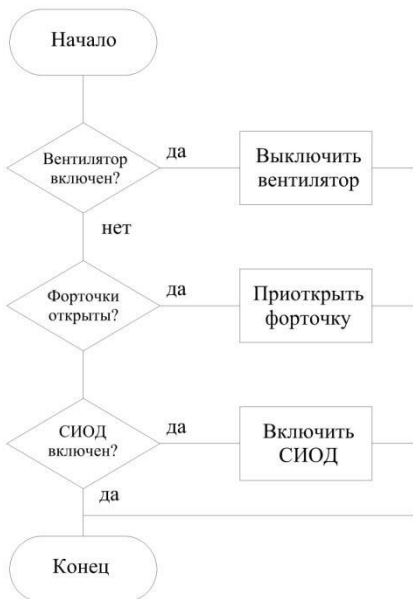 Начало
Вентилятор
включен?
да
Выключить
вентилятор
нет
Форточки
открыты?
да
Приоткрыть
форточку
СИОД
включен?
да
Включить
СИОД
да
Конец